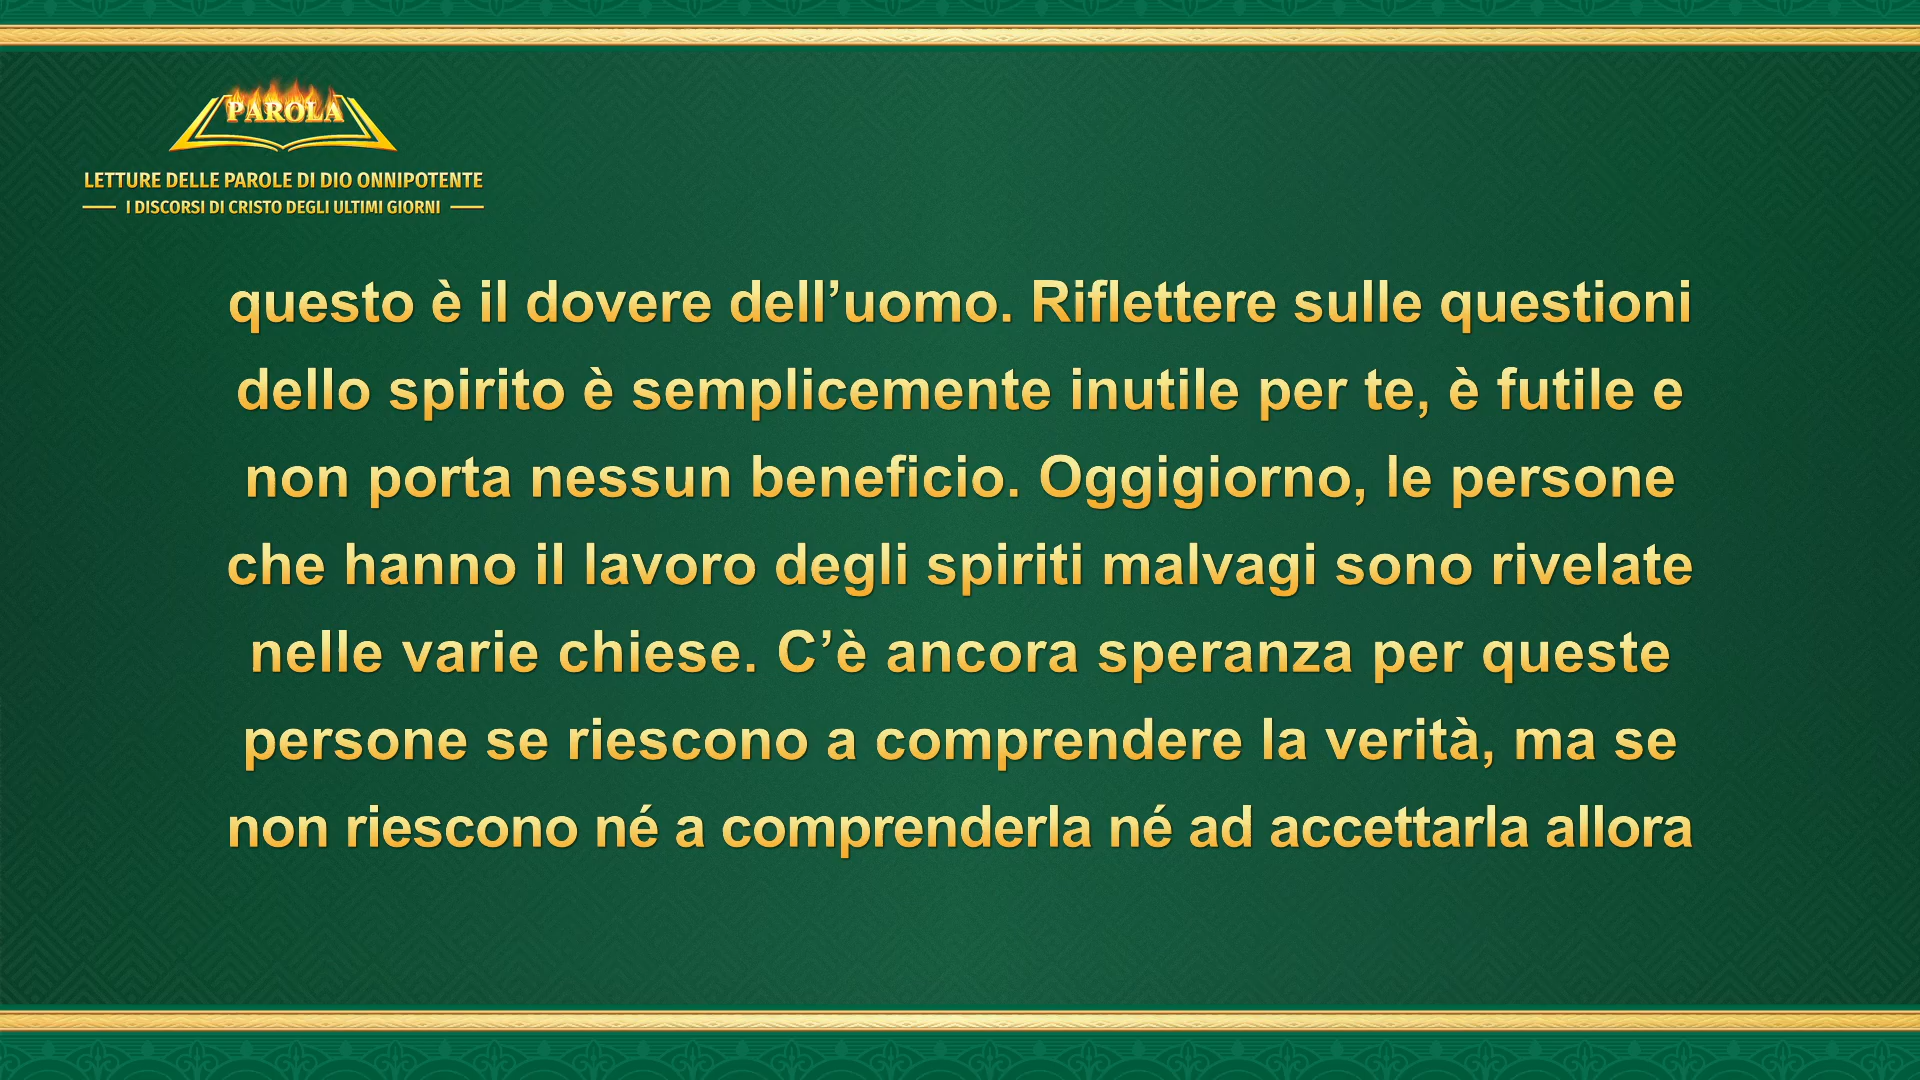 PAROLA
LETTURE DELLE PAROLE DI DIO ONNIPOTENTE
I DISCORSI DI CRISTO DEGLI ULTIMI GIORNI
questo è il dovere dell’uomo. Riflettere sulle questioni
dello spirito è semplicemente inutile per te, è futile e
non porta nessun beneficio. Oggigiorno, le persone
che hanno il lavoro degli spiriti malvagi sono rivelate
nelle varie chiese. C’è ancora speranza per queste
persone se riescono a comprendere la verità, ma se
non riescono né a comprenderla né ad accettarla allora